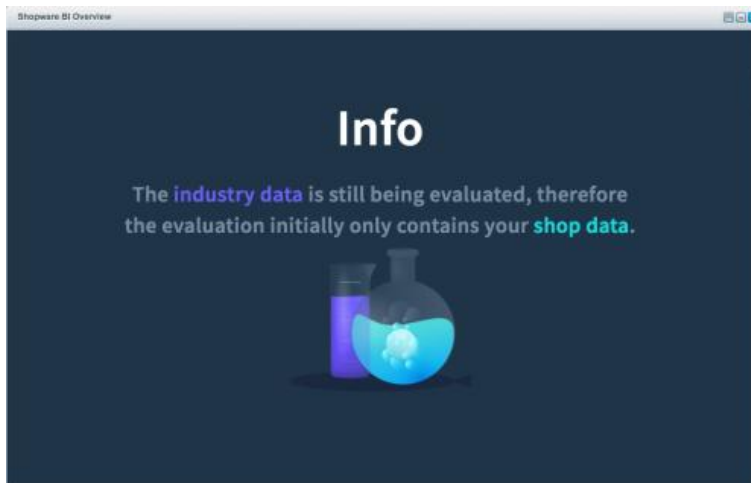 Shopware BI Overview
Info
The industry data is still being evaluated, therefore
the evaluation initially only contains your shop data.